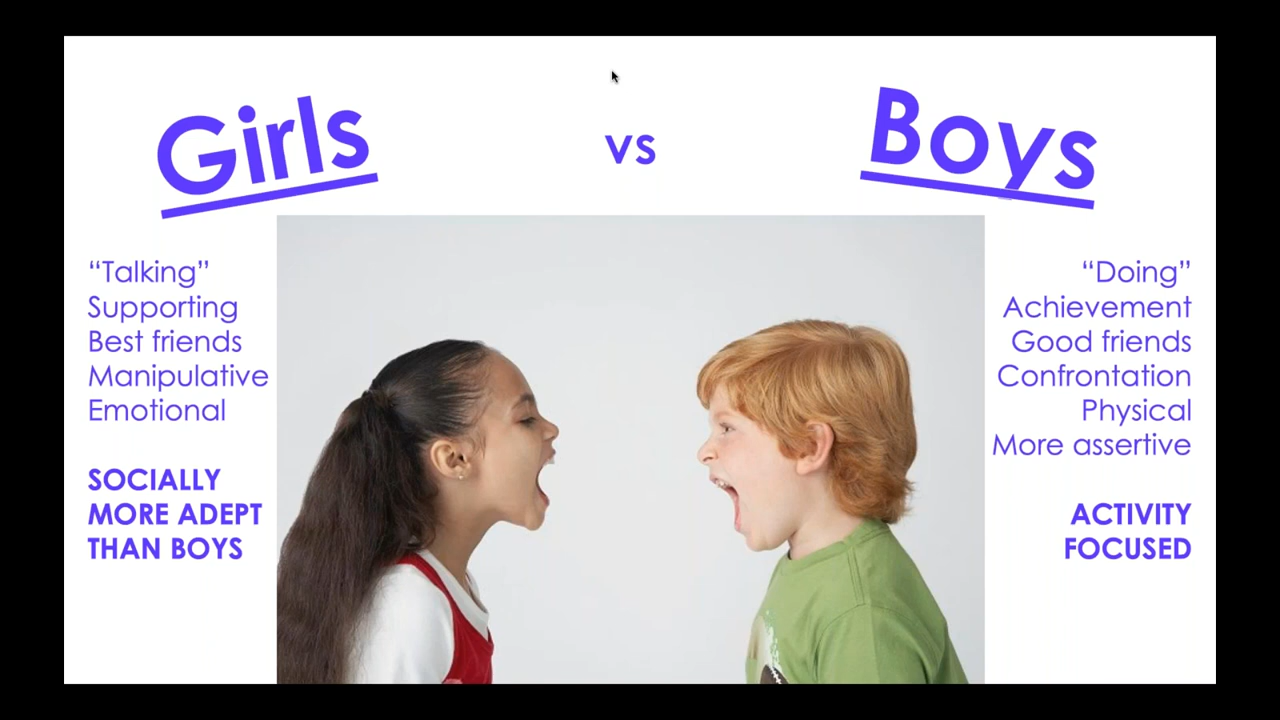 Girls
vs
Boys
“Talking”
Supporting
Best friends
Manipulative
Emotional
SOCIALLY
MORE ADEPT
THAN BOYS
“Doing”
Achievement
Good friends
Confrontation
Physical
More assertive
ACTIVITY
FOCUSED